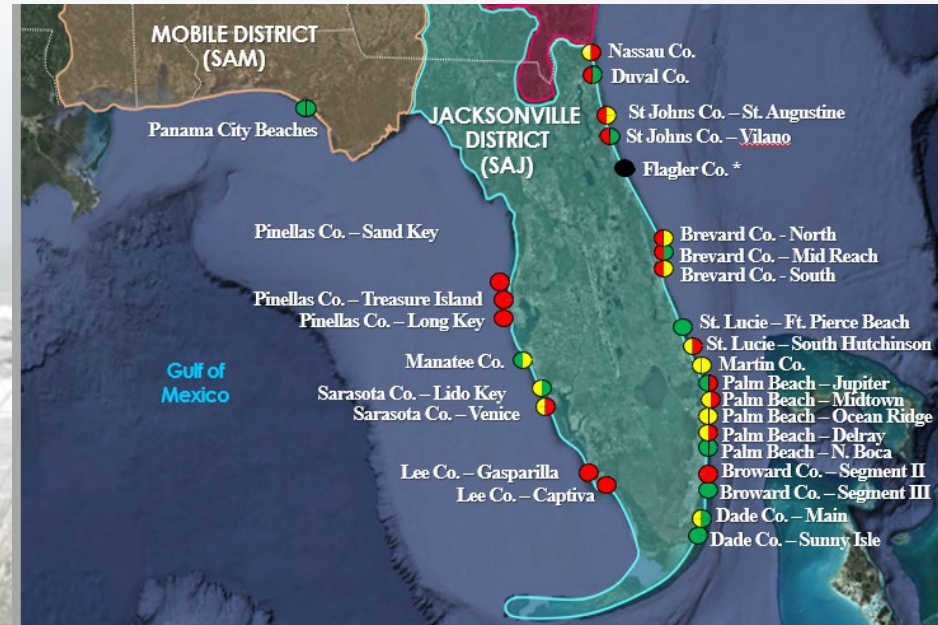 MOBILE DISTRICT
(SAM)
Panama City Beaches
JACKSONVILLE
DISTRICT
(SAJ)
Nassau Co.
Duval Co.
St Johns Co. – St. Augustine
St Johns Co. – Vilano
Flagler Co. *
Pinellas Co. – Sand Key
Brevard Co. - North
Brevard Co. – Mid Reach
Brevard Co. - South
Pinellas Co. – Treasure Island
Pinellas Co. – Long Key
Manatee Co.
Gulf of
Mexico
Sarasota Co. – Lido Key
Sarasota Co. – Venice
Lee Co. – Gasparilla
Lee Co. – Captiva
St. Lucie – Ft. Pierce Beach
St. Lucie – South Hutchinson
Martin Co.
Palm Beach – Jupiter
Palm Beach – Midtown
Palm Beach – Ocean Ridge
Palm Beach – Delray
Palm Beach – N. Boca
Broward Co. – Segment II
Broward Co. – Segment III
Dade Co. – Main
Dade Co. – Sunny Isle